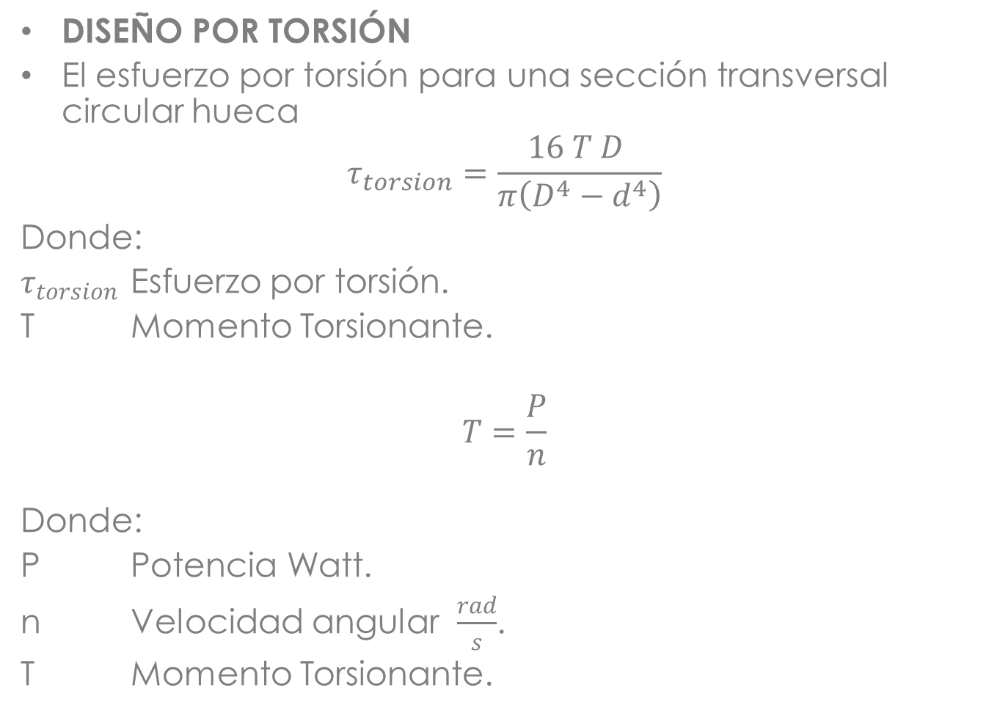 • DISEÑO POR TORSIÓN
• El esfuerzo por torsión para una sección transversal
circular hueca
τ_torsion = 16 T D / π(D⁴ − d⁴)
Donde:
τ_torsion Esfuerzo por torsión.
T Momento Torsionante.
T = P / n
Donde:
P Potencia Watt.
n Velocidad angular rad/s.
T Momento Torsionante.